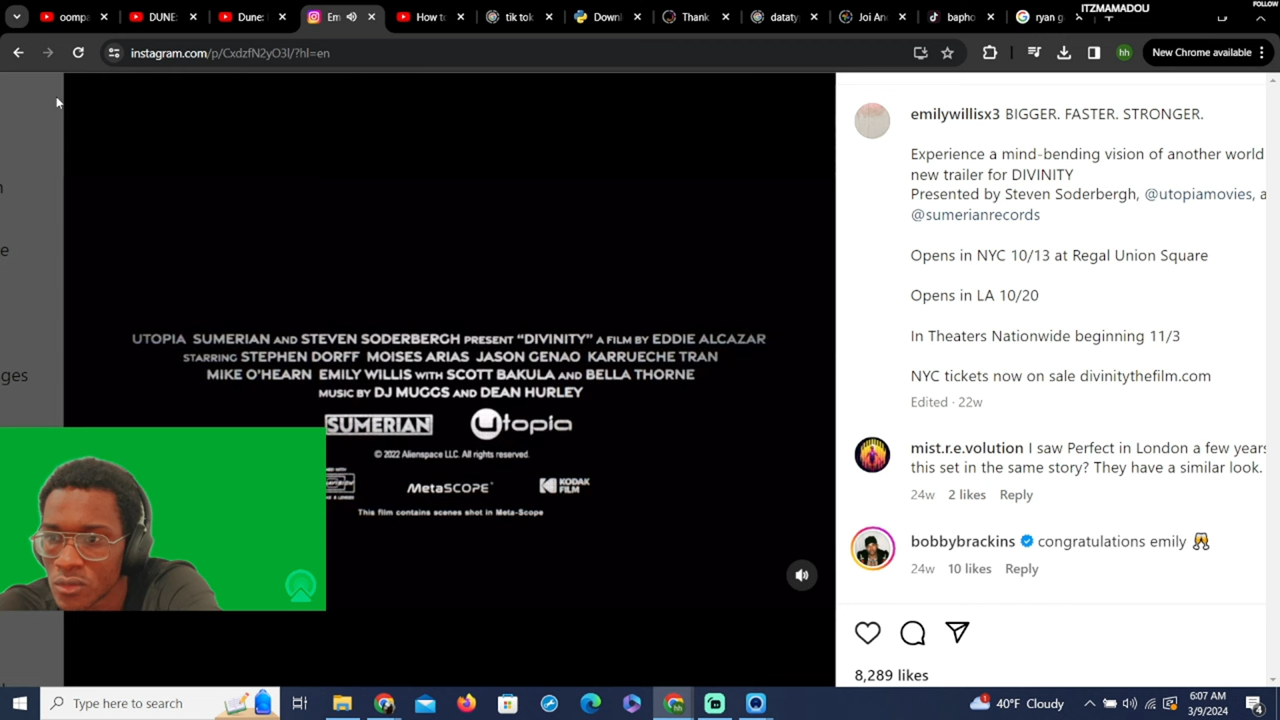 ITZMAMADOU
FOLLOW
oompa
DUNE:
Dune:
Em
How to
tik tok
Downl
Thank
dataty
Joi An
bapho
ryan g
instagram.com/p/CxdzfN2yO3l/?hl=en
hh
New Chrome available
emilywillisx3 BIGGER. FASTER. STRONGER.
Experience a mind-bending vision of another world
new trailer for DIVINITY
Presented by Steven Soderbergh, @utopiamovies, a
@sumerianrecords
Opens in NYC 10/13 at Regal Union Square
Opens in LA 10/20
In Theaters Nationwide beginning 11/3
NYC tickets now on sale divinitythefilm.com
Edited · 22w
mist.r.e.volution I saw Perfect in London a few years
this set in the same story? They have a similar look.
24w 2 likes Reply
bobbybrackins congratulations emily
24w 10 likes Reply
8,289 likes
n
e
ges
UTOPIA SUMERIAN AND STEVEN SODERBERGH PRESENT "DIVINITY" A FILM BY EDDIE ALCAZAR
STARRING STEPHEN DORFF MOISES ARIAS JASON GENAO KARRUECHE TRAN
MIKE O'HEARN EMILY WILLIS WITH SCOTT BAKULA AND BELLA THORNE
MUSIC BY DJ MUGGS AND DEAN HURLEY
SUMERIAN utopia
© 2022 Alienspace LLC. All rights reserved.
METASCOPE KODAK FILM
This film contains scenes shot in Meta-Scope
Type here to search
hh
40°F Cloudy
6:07 AM
3/9/2024
4